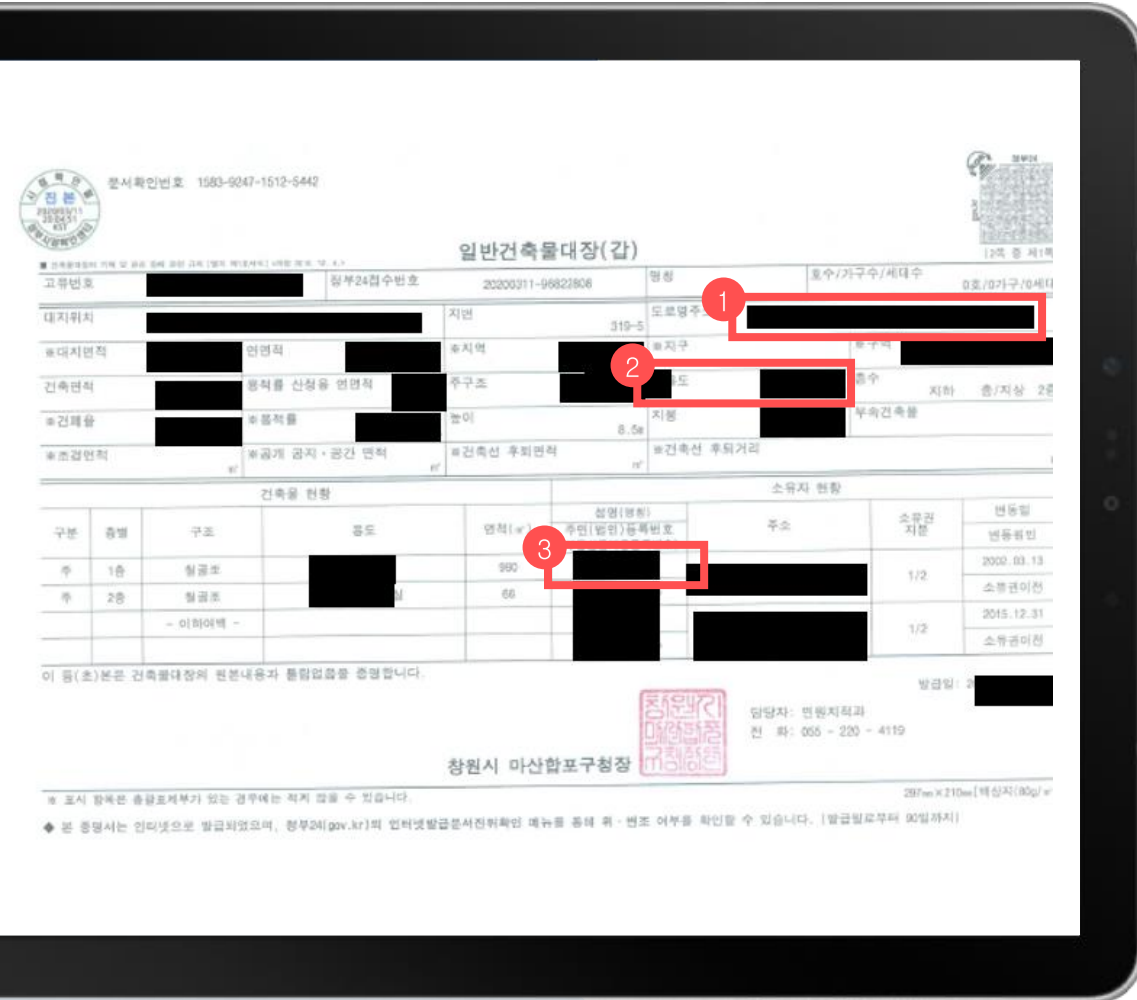 문서확인번호 1583-9247-1512-5442
진 본
일반건축물대장(갑)
고유번호 정부24접수번호 20200311-96822808 명칭 호수/가구수/세대수 0호/0가구/0세대
대지위치 지번 319-5 도로명주
1
※대지면적 연면적 ※지역 ※지구 ※구역
2
건축면적 용적률 산정용 연면적 주구조 도 층수 지하 층/지상 2층
※건폐율 ※용적률 높이 8.5m 지붕 부속건축물
※조경면적 ㎡ ※공개 공지·공간 면적 ㎡ ※건축선 후퇴면적 ㎡ ※건축선 후퇴거리
건축물 현황 소유자 현황
구분 층별 구조 용도 면적(㎡) 성명(명칭) 주민(법인)등록번호 주소 소유권 지분 변동일 변동원인
3
주 1층 철골조 990 1/2 2002.03.13 소유권이전
주 2층 철골조 실 66
- 이하여백 - 1/2 2015.12.31 소유권이전
이 등(초)본은 건축물대장의 원본내용과 틀림없음을 증명합니다.
발급일: 2
담당자: 민원지적과
전 화: 055 - 220 - 4119
창원시 마산합포구청장
※ 표시 항목은 총괄표제부가 있는 경우에는 적지 않을 수 있습니다.
297㎜×210㎜[백상지(80g/㎡
◆ 본 증명서는 인터넷으로 발급되었으며, 정부24(gov.kr)의 인터넷발급문서진위확인 메뉴를 통해 위·변조 여부를 확인할 수 있습니다. (발급일로부터 90일까지)